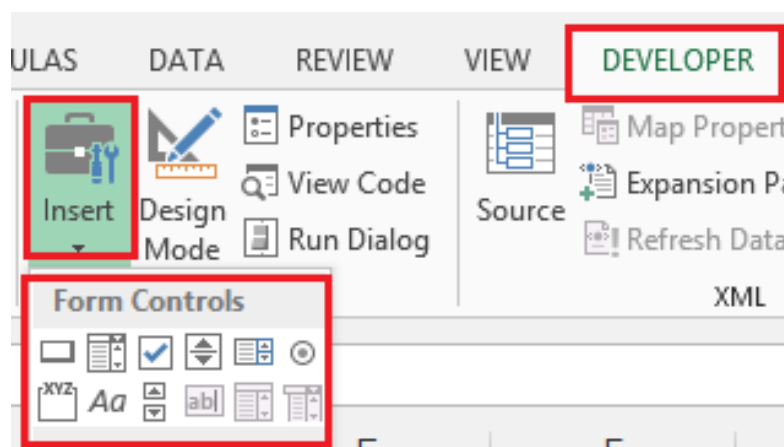 ULAS DATA REVIEW VIEW DEVELOPER
Insert
Design
Mode
Properties
View Code
Run Dialog
Source
Map Propert
Expansion Pa
Refresh Data
XML
Form Controls
XYZ Aa ab